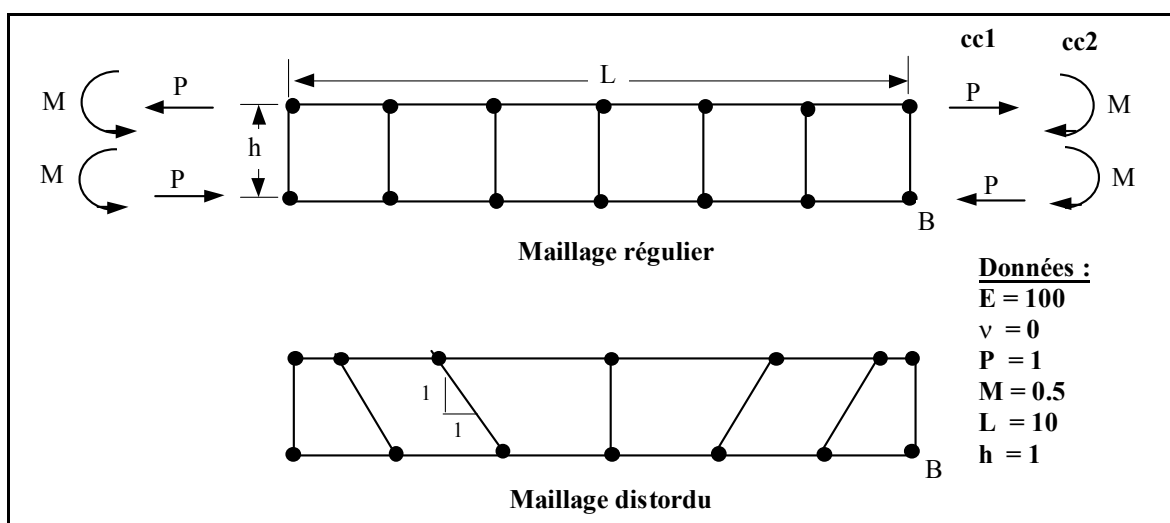 cc1 cc2
L
M P P M
h
M P P M
B
Maillage régulier
Données :
E = 100
ν = 0
P = 1
M = 0.5
L = 10
h = 1
1
1
B
Maillage distordu